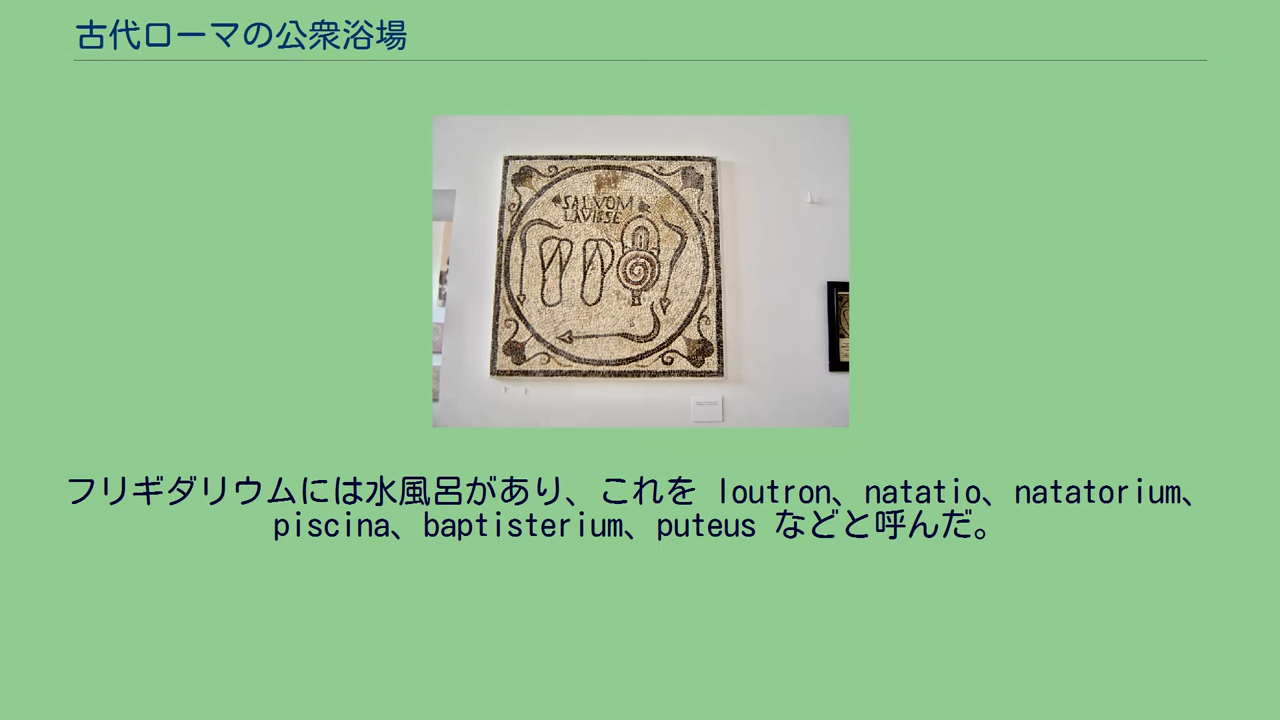 古代ローマの公衆浴場
SALVOM
LAVISSE
フリギダリウムには水風呂があり、これを loutron、natatio、natatorium、
piscina、baptisterium、puteus などと呼んだ。